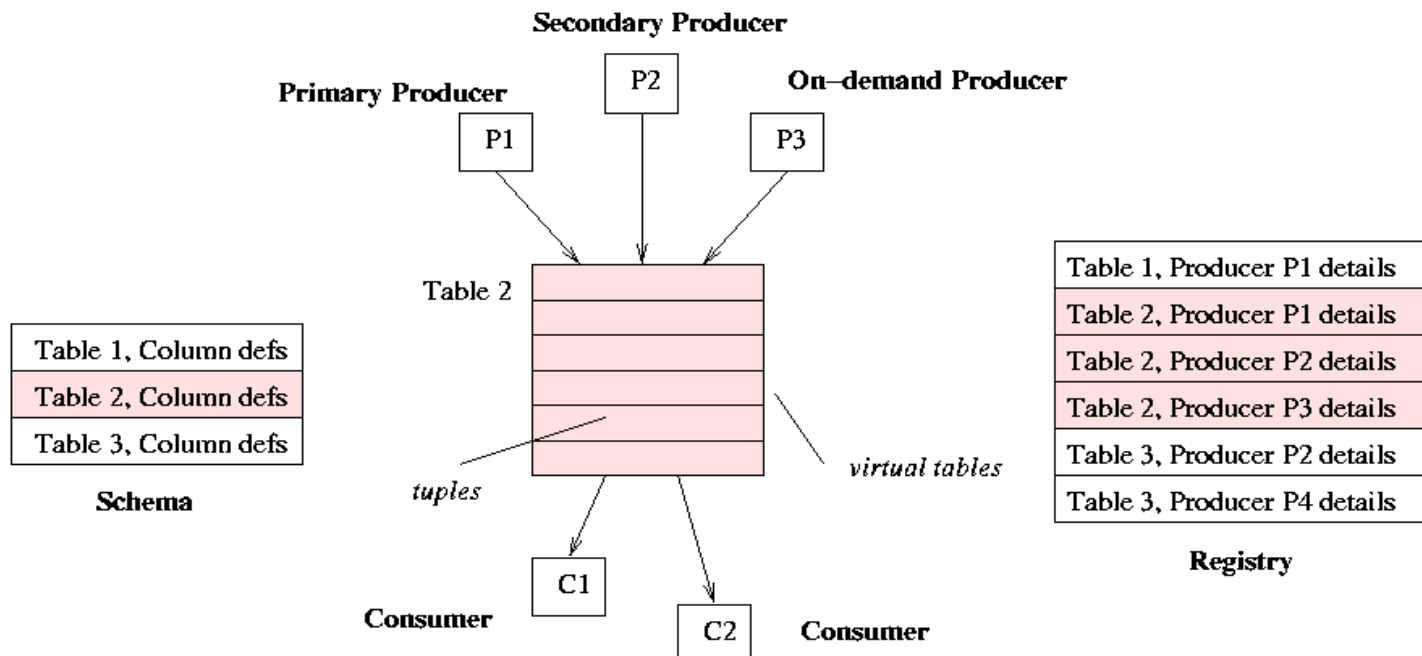 Secondary Producer
P2
On-demand Producer
Primary Producer
P1
P3
Table 2
Table 1, Column defs
Table 2, Column defs
Table 3, Column defs
Schema
tuples
virtual tables
Table 1, Producer P1 details
Table 2, Producer P1 details
Table 2, Producer P2 details
Table 2, Producer P3 details
Table 3, Producer P2 details
Table 3, Producer P4 details
Registry
C1
Consumer
C2
Consumer